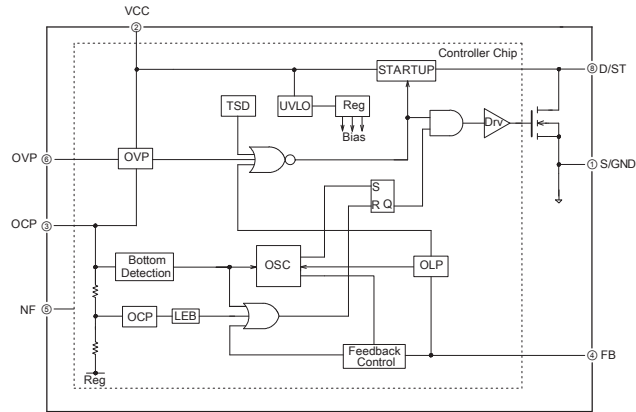 VCC
②
Controller Chip
STARTUP
⑧ D/ST
TSD
UVLO
Reg
Bias
Drv
OVP ⑥
OVP
① S/GND
S
R Q
OCP ③
Bottom
Detection
OSC
OLP
NF ⑤
OCP
LEB
Feedback
Control
④ FB
Reg